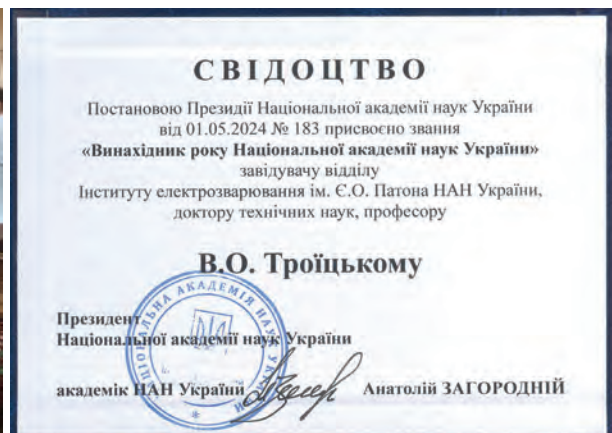 СВІДОЦТВО
Постановою Президії Національної академії наук України
від 01.05.2024 № 183 присвоєно звання
«Винахідник року Національної академії наук України»
завідувачу відділу
Інституту електрозварювання ім. Є.О. Патона НАН України,
доктору технічних наук, професору
В.О. Троїцькому
Президент
Національної академії наук України
академік НАН України Анатолій ЗАГОРОДНІЙ